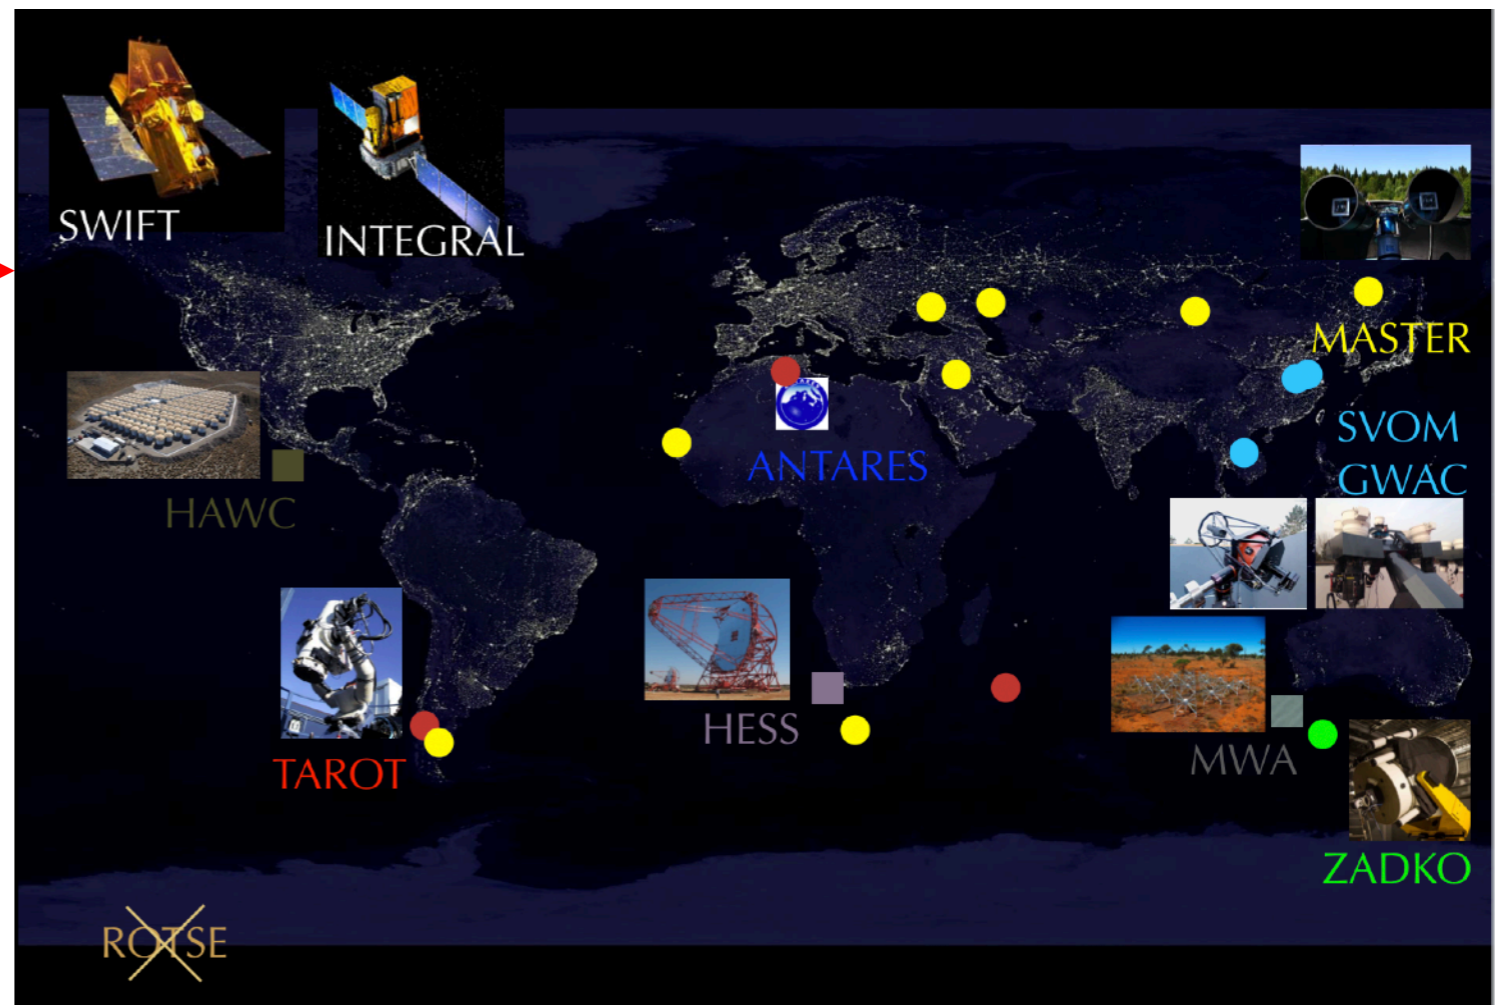 SWIFT
INTEGRAL
MASTER
SVOM
GWAC
ANTARES
HAWC
HESS
TAROT
MWA
ZADKO
ROTSE